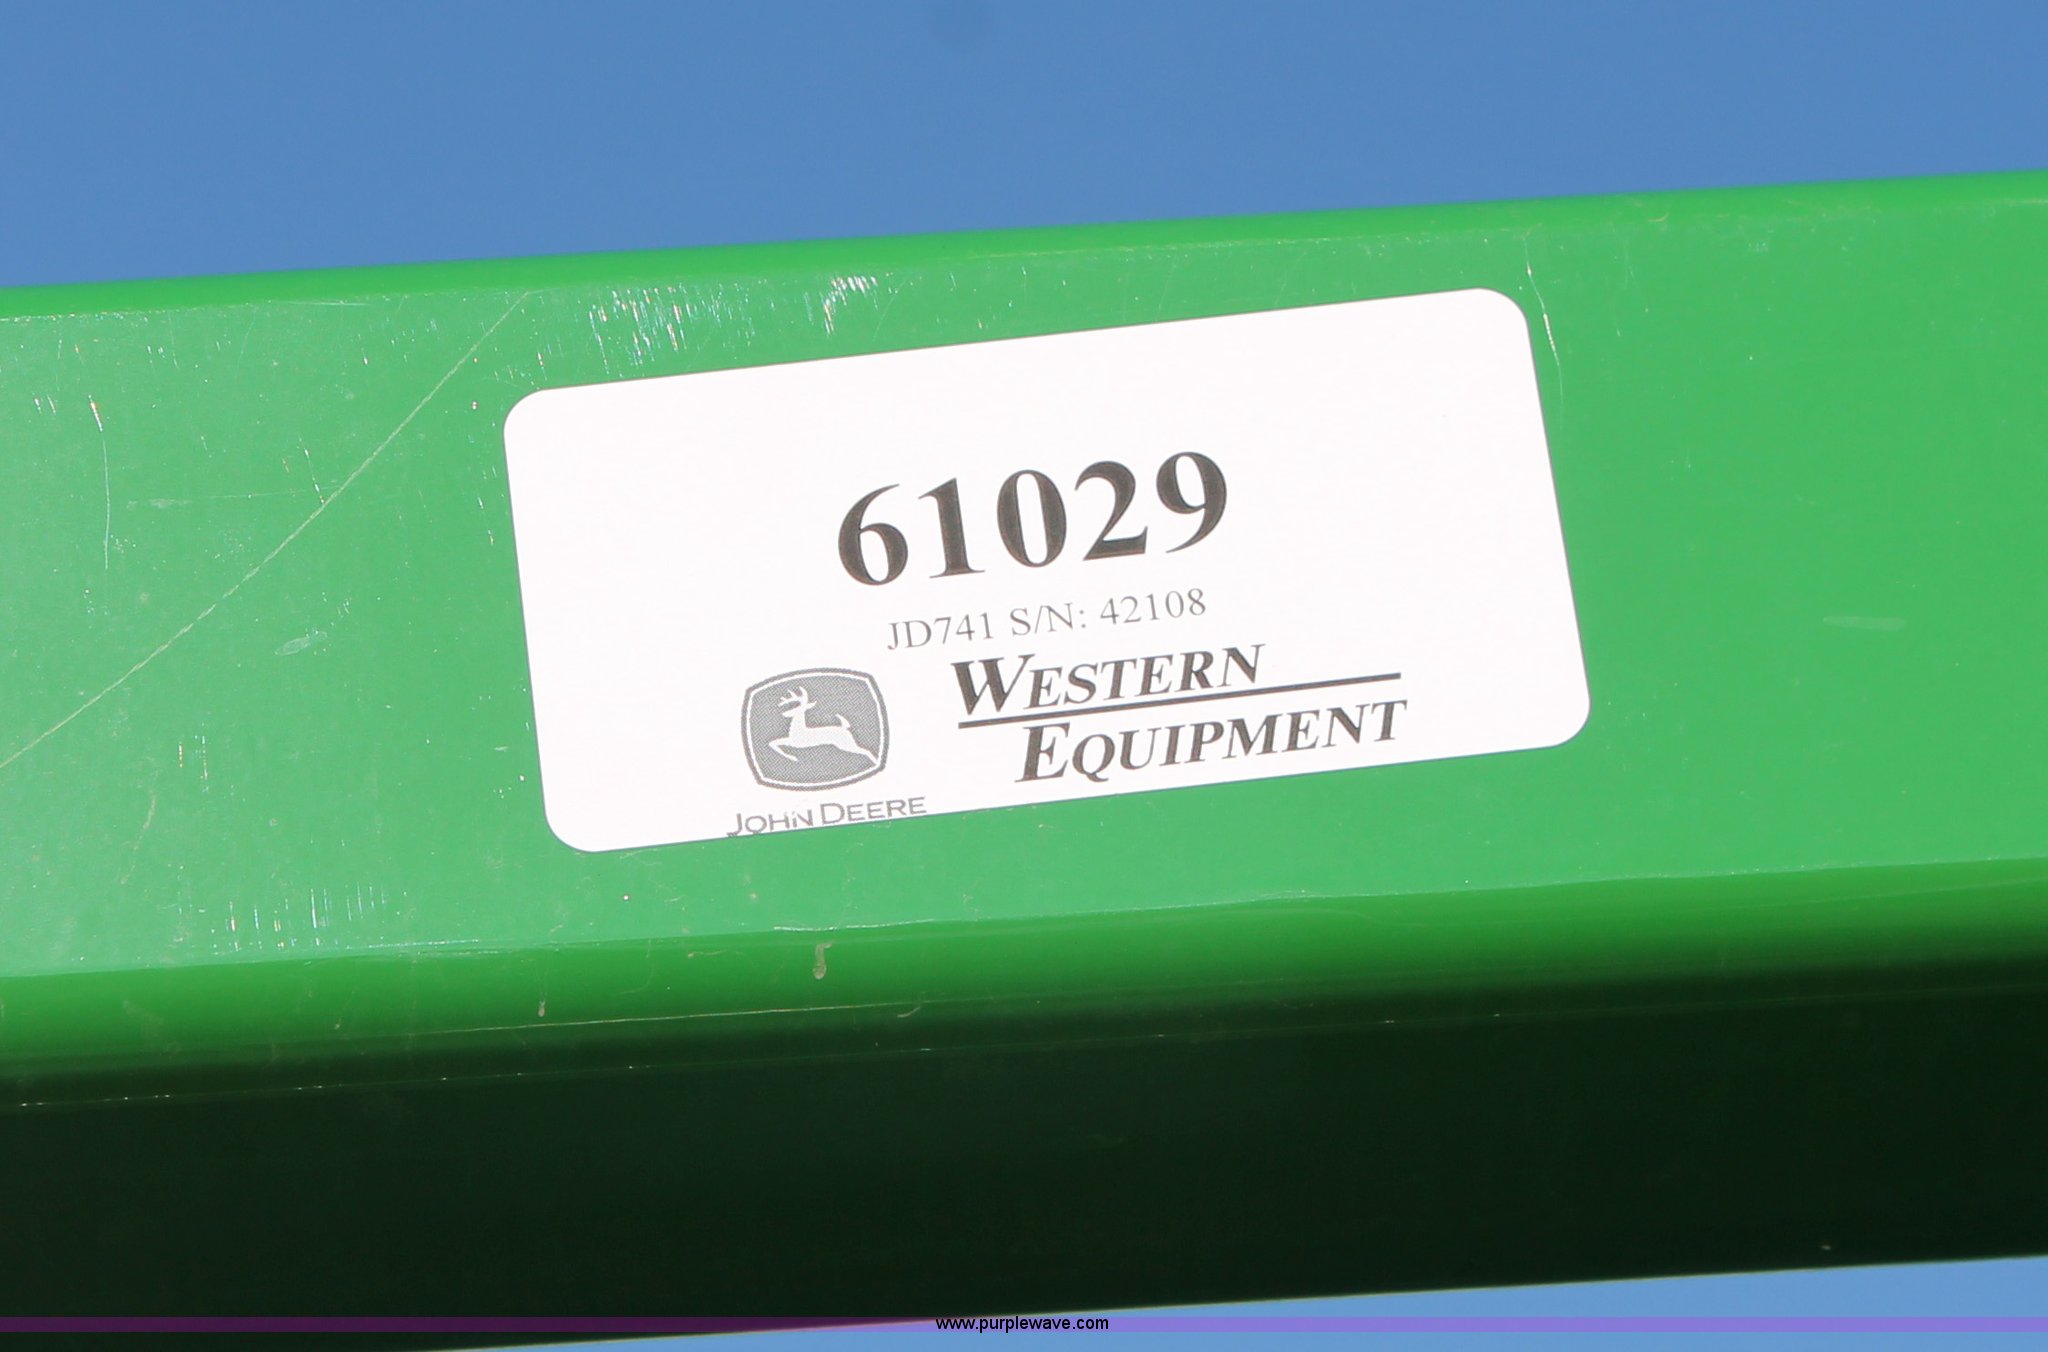 61029
JD741 S/N: 42108
WESTERN
EQUIPMENT
JOHN DEERE
www.purplewave.com